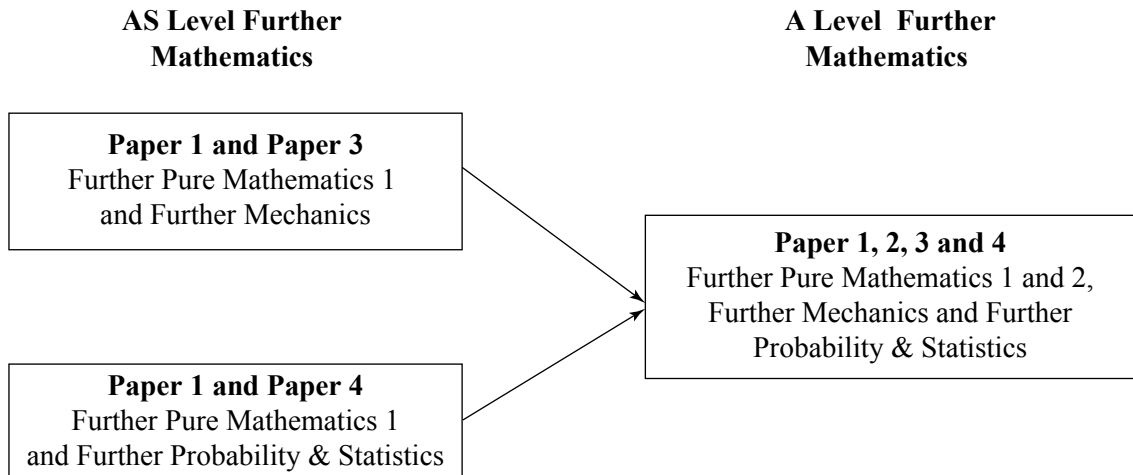 AS Level Further
Mathematics
A Level Further
Mathematics
Paper 1 and Paper 3
Further Pure Mathematics 1
and Further Mechanics
Paper 1, 2, 3 and 4
Further Pure Mathematics 1 and 2,
Further Mechanics and Further
Probability & Statistics
Paper 1 and Paper 4
Further Pure Mathematics 1
and Further Probability & Statistics